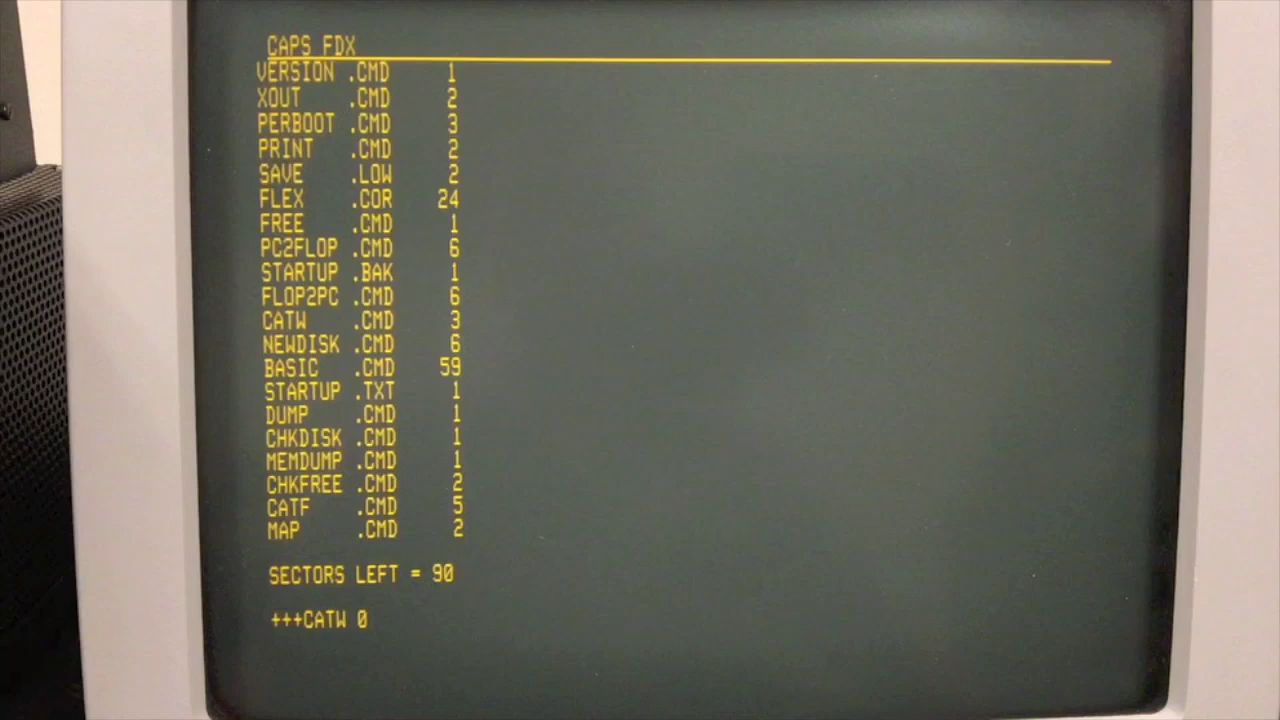 CAPS FDX
VERSION .CMD 1
XOUT .CMD 2
PERBOOT .CMD 3
PRINT .CMD 2
SAVE .LOW 2
FLEX .COR 24
FREE .CMD 1
PC2FLOP .CMD 6
STARTUP .BAK 1
FLOP2PC .CMD 6
CATW .CMD 3
NEWDISK .CMD 6
BASIC .CMD 59
STARTUP .TXT 1
DUMP .CMD 1
CHKDISK .CMD 1
MEMDUMP .CMD 1
CHKFREE .CMD 2
CATF .CMD 5
MAP .CMD 2
SECTORS LEFT = 90
+++CATW 0